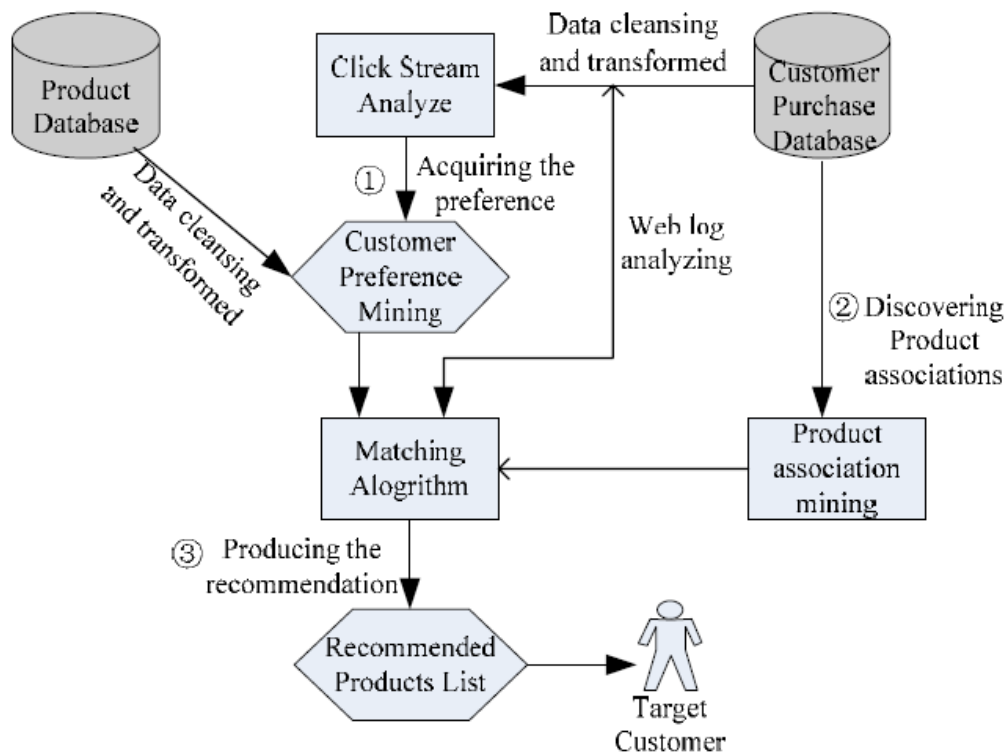 Product
Database
Click Stream
Analyze
Data cleansing
and transformed
Customer
Purchase
Database
Data cleansing
and transformed
① Acquiring the
preference
Customer
Preference
Mining
Web log
analyzing
② Discovering
Product
associations
Matching
Alogrithm
Product
association
mining
③ Producing the
recommendation
Recommended
Products List
Target
Customer